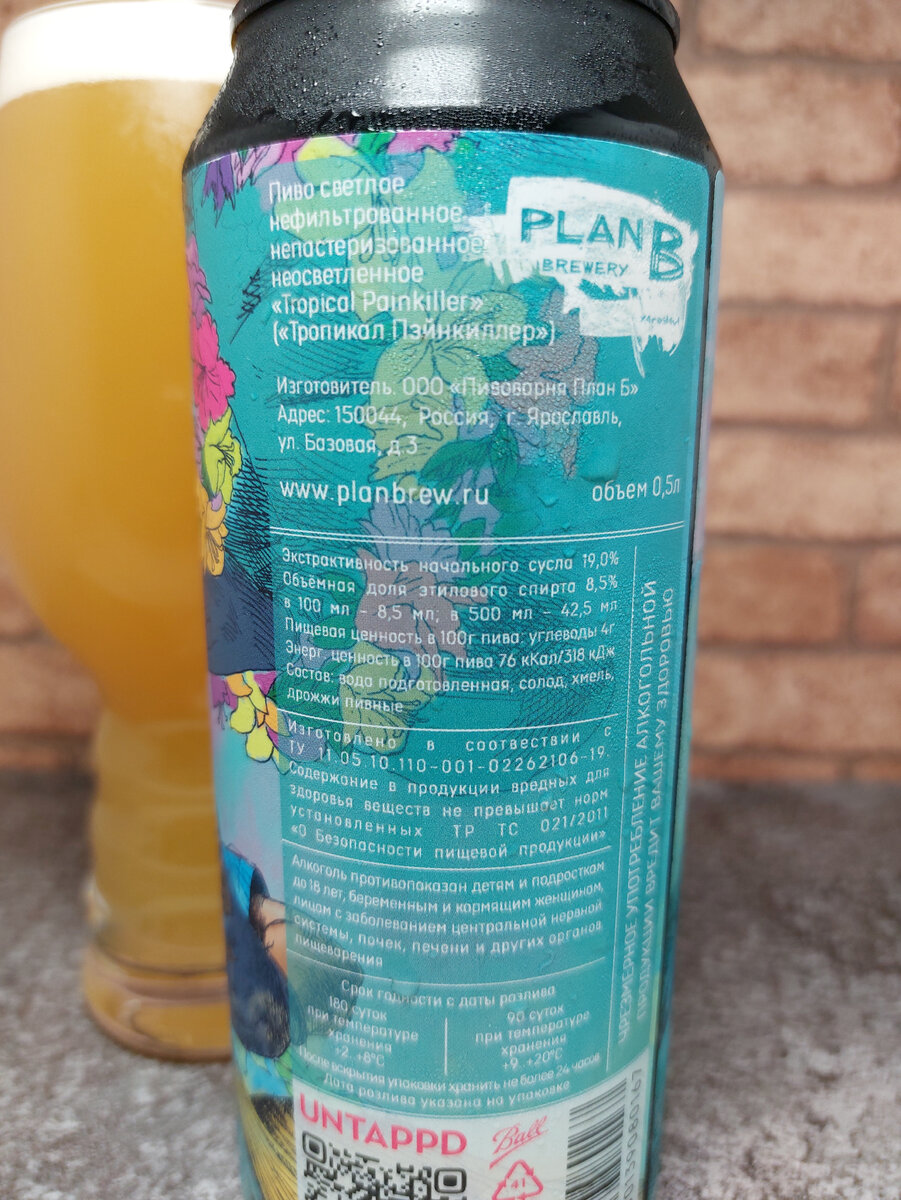 Пиво светлое
нефильтрованное
непастеризованное
неосветленное
«Tropical Painkiller»
(«Тропикал Пэйнкиллер»)
PLAN B
BREWERY
Изготовитель: ООО «Пивоварня План Б»
Адрес: 150044, Россия, г. Ярославль,
ул. Базовая, д.3
www.planbrew.ru
объем 0,5л
Экстрактивность начального сусла 19,0%
Объёмная доля этилового спирта 8,5%
в 100 мл - 8,5 мл; в 500 мл - 42,5 мл
Пищевая ценность в 100г пива: углеводы 4г
Энерг. ценность в 100г пива 76 кКал/318 кДж
Состав: вода подготовленная, солод, хмель,
дрожжи пивные
Изготовлено в соотвествии с
ТУ 11.05.10.110-001-02262106-19.
Содержание в продукции вредных для
здоровья веществ не превышает норм
установленных ТР ТС 021/2011
«О Безопасности пищевой продукции»
Алкоголь противопоказан детям и подросткам
до 18 лет, беременным и кормящим женщинам,
лицам с заболеванием центральной нервной
системы, почек, печени и других органов
пищеварения
Срок годности с даты розлива
180 суток
при температуре
хранения
+2..+8°C
90 суток
при температуре
хранения
+9..+20°C
После вскрытия упаковки хранить не более 24 часов
Дата розлива указана на упаковке
ЧРЕЗМЕРНОЕ УПОТРЕБЛЕНИЕ АЛКОГОЛЬНОЙ
ПРОДУКЦИИ ВРЕДИТ ВАШЕМУ ЗДОРОВЬЮ
UNTAPPD
Ball
41